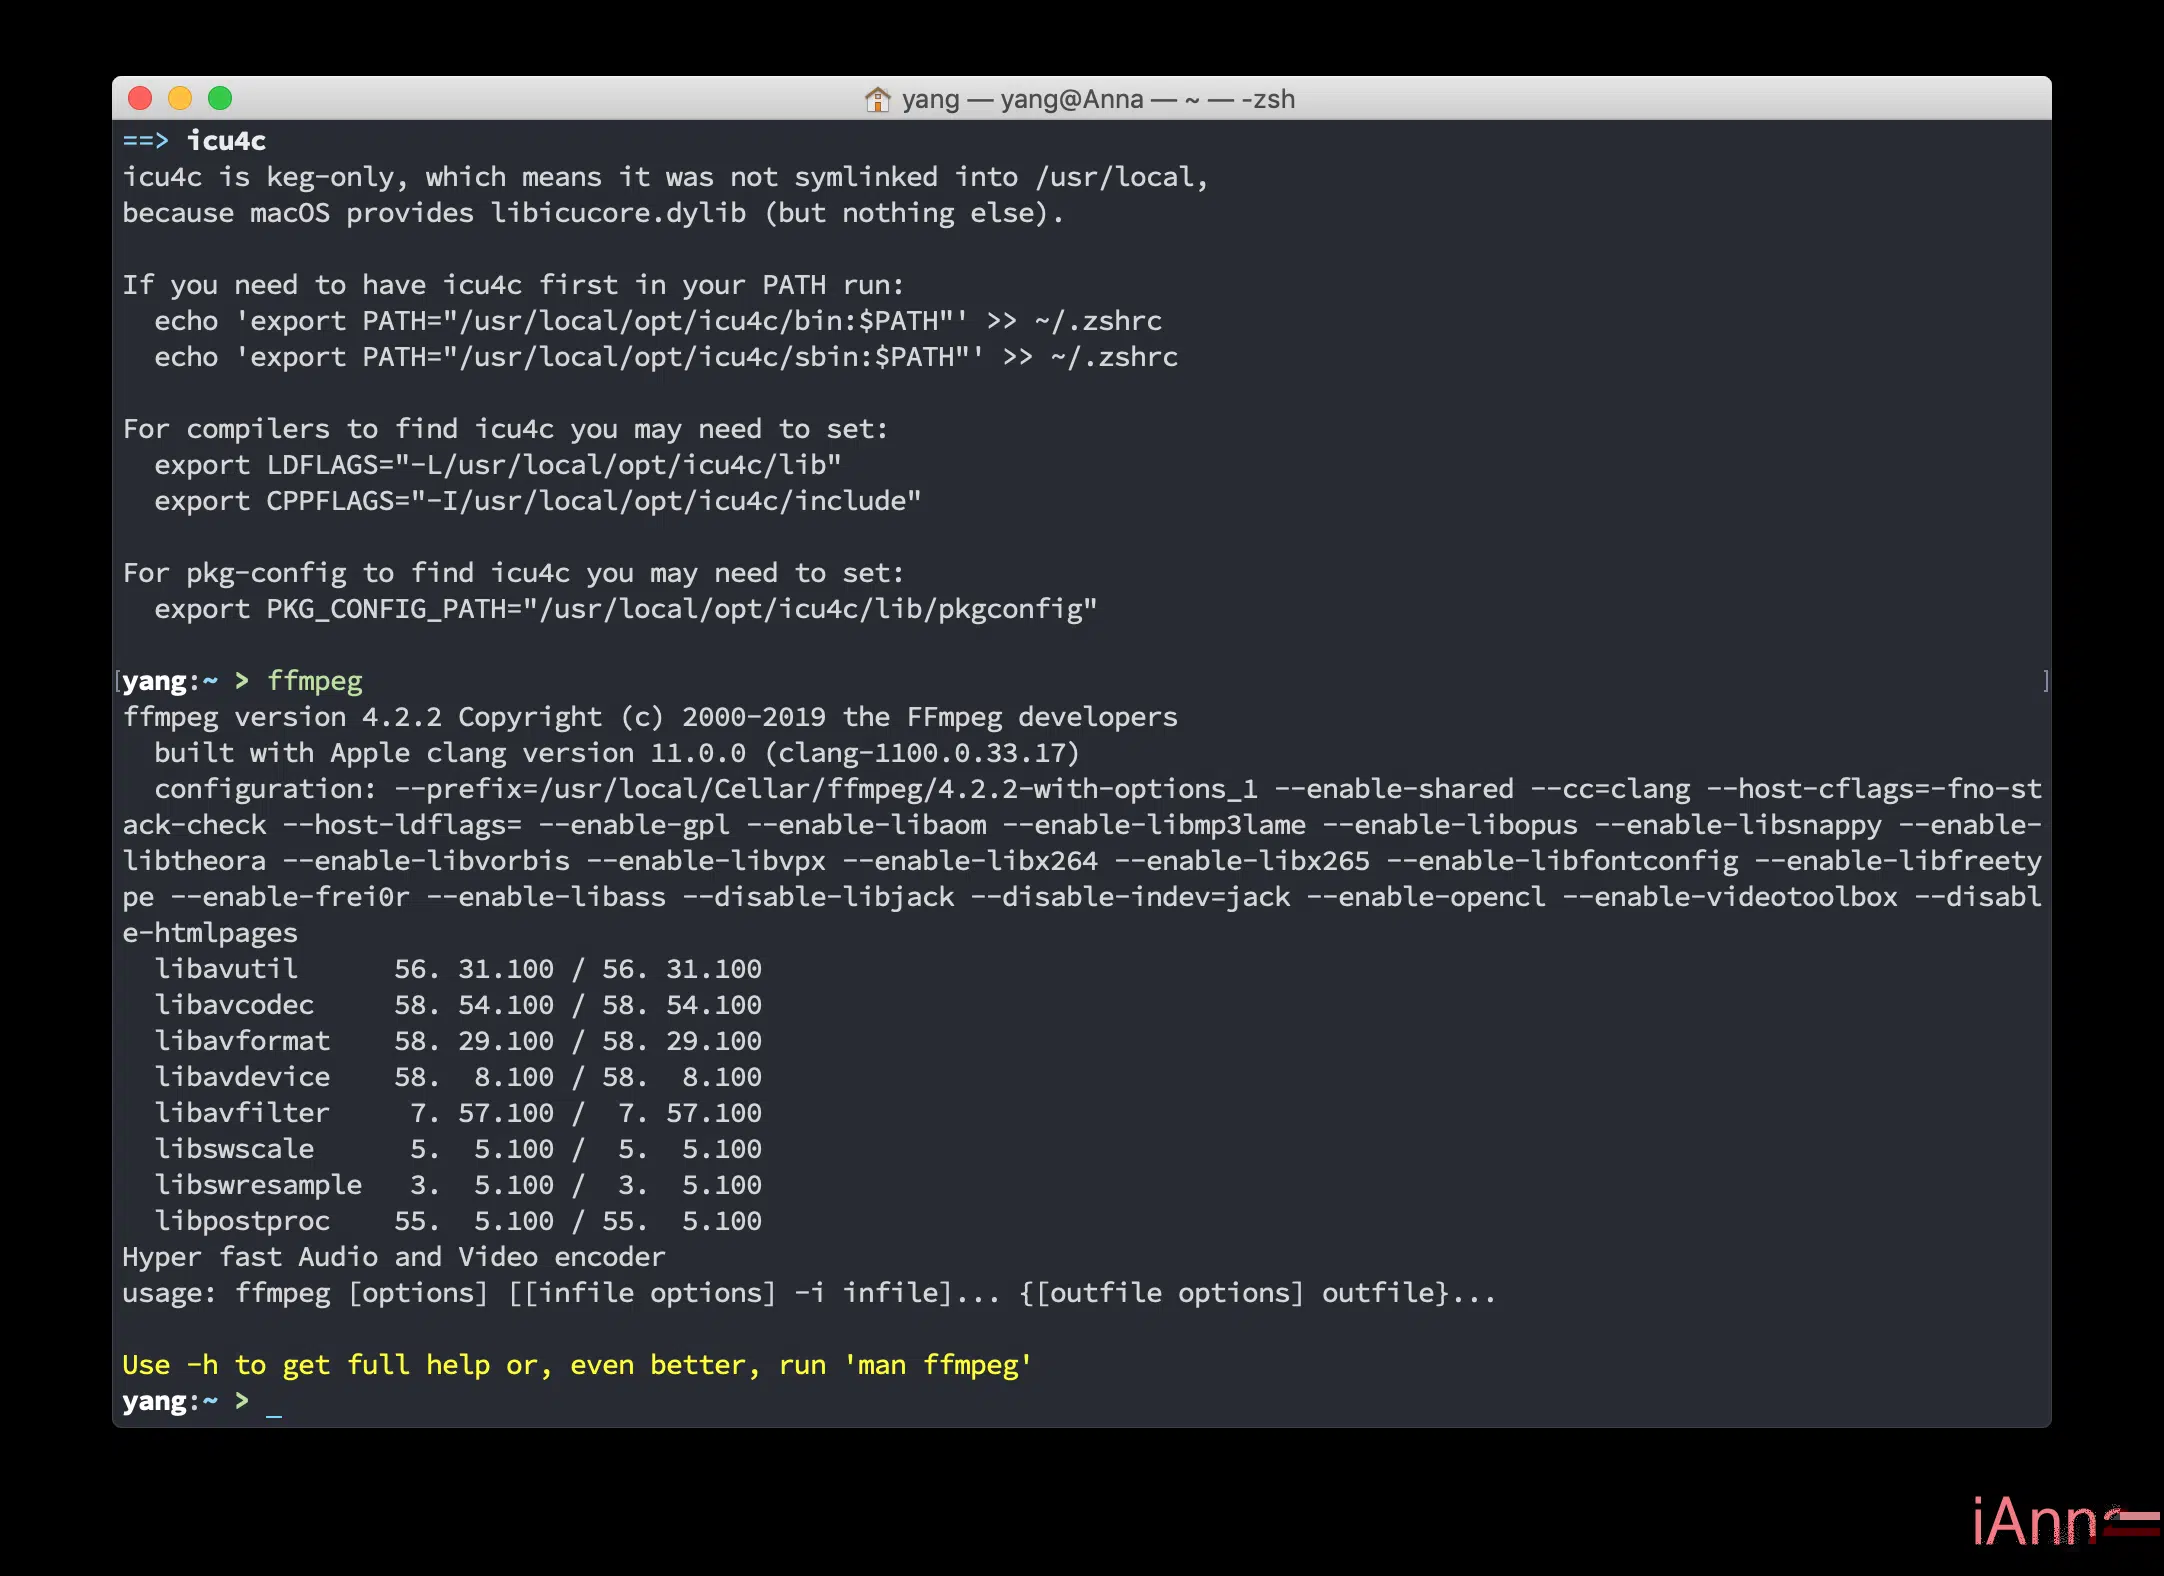 yang — yang@Anna — ~ — -zsh
==> icu4c
icu4c is keg-only, which means it was not symlinked into /usr/local,
because macOS provides libicucore.dylib (but nothing else).
If you need to have icu4c first in your PATH run:
  echo 'export PATH="/usr/local/opt/icu4c/bin:$PATH"' >> ~/.zshrc
  echo 'export PATH="/usr/local/opt/icu4c/sbin:$PATH"' >> ~/.zshrc
For compilers to find icu4c you may need to set:
  export LDFLAGS="-L/usr/local/opt/icu4c/lib"
  export CPPFLAGS="-I/usr/local/opt/icu4c/include"
For pkg-config to find icu4c you may need to set:
  export PKG_CONFIG_PATH="/usr/local/opt/icu4c/lib/pkgconfig"
[yang:~ > ffmpeg ]
ffmpeg version 4.2.2 Copyright (c) 2000-2019 the FFmpeg developers
  built with Apple clang version 11.0.0 (clang-1100.0.33.17)
  configuration: --prefix=/usr/local/Cellar/ffmpeg/4.2.2-with-options_1 --enable-shared --cc=clang --host-cflags=-fno-st
ack-check --host-ldflags= --enable-gpl --enable-libaom --enable-libmp3lame --enable-libopus --enable-libsnappy --enable-
libtheora --enable-libvorbis --enable-libvpx --enable-libx264 --enable-libx265 --enable-libfontconfig --enable-libfreety
pe --enable-frei0r --enable-libass --disable-libjack --disable-indev=jack --enable-opencl --enable-videotoolbox --disabl
e-htmlpages
  libavutil      56. 31.100 / 56. 31.100
  libavcodec     58. 54.100 / 58. 54.100
  libavformat    58. 29.100 / 58. 29.100
  libavdevice    58.  8.100 / 58.  8.100
  libavfilter     7. 57.100 /  7. 57.100
  libswscale      5.  5.100 /  5.  5.100
  libswresample   3.  5.100 /  3.  5.100
  libpostproc    55.  5.100 / 55.  5.100
Hyper fast Audio and Video encoder
usage: ffmpeg [options] [[infile options] -i infile]... {[outfile options] outfile}...
Use -h to get full help or, even better, run 'man ffmpeg'
yang:~ > _